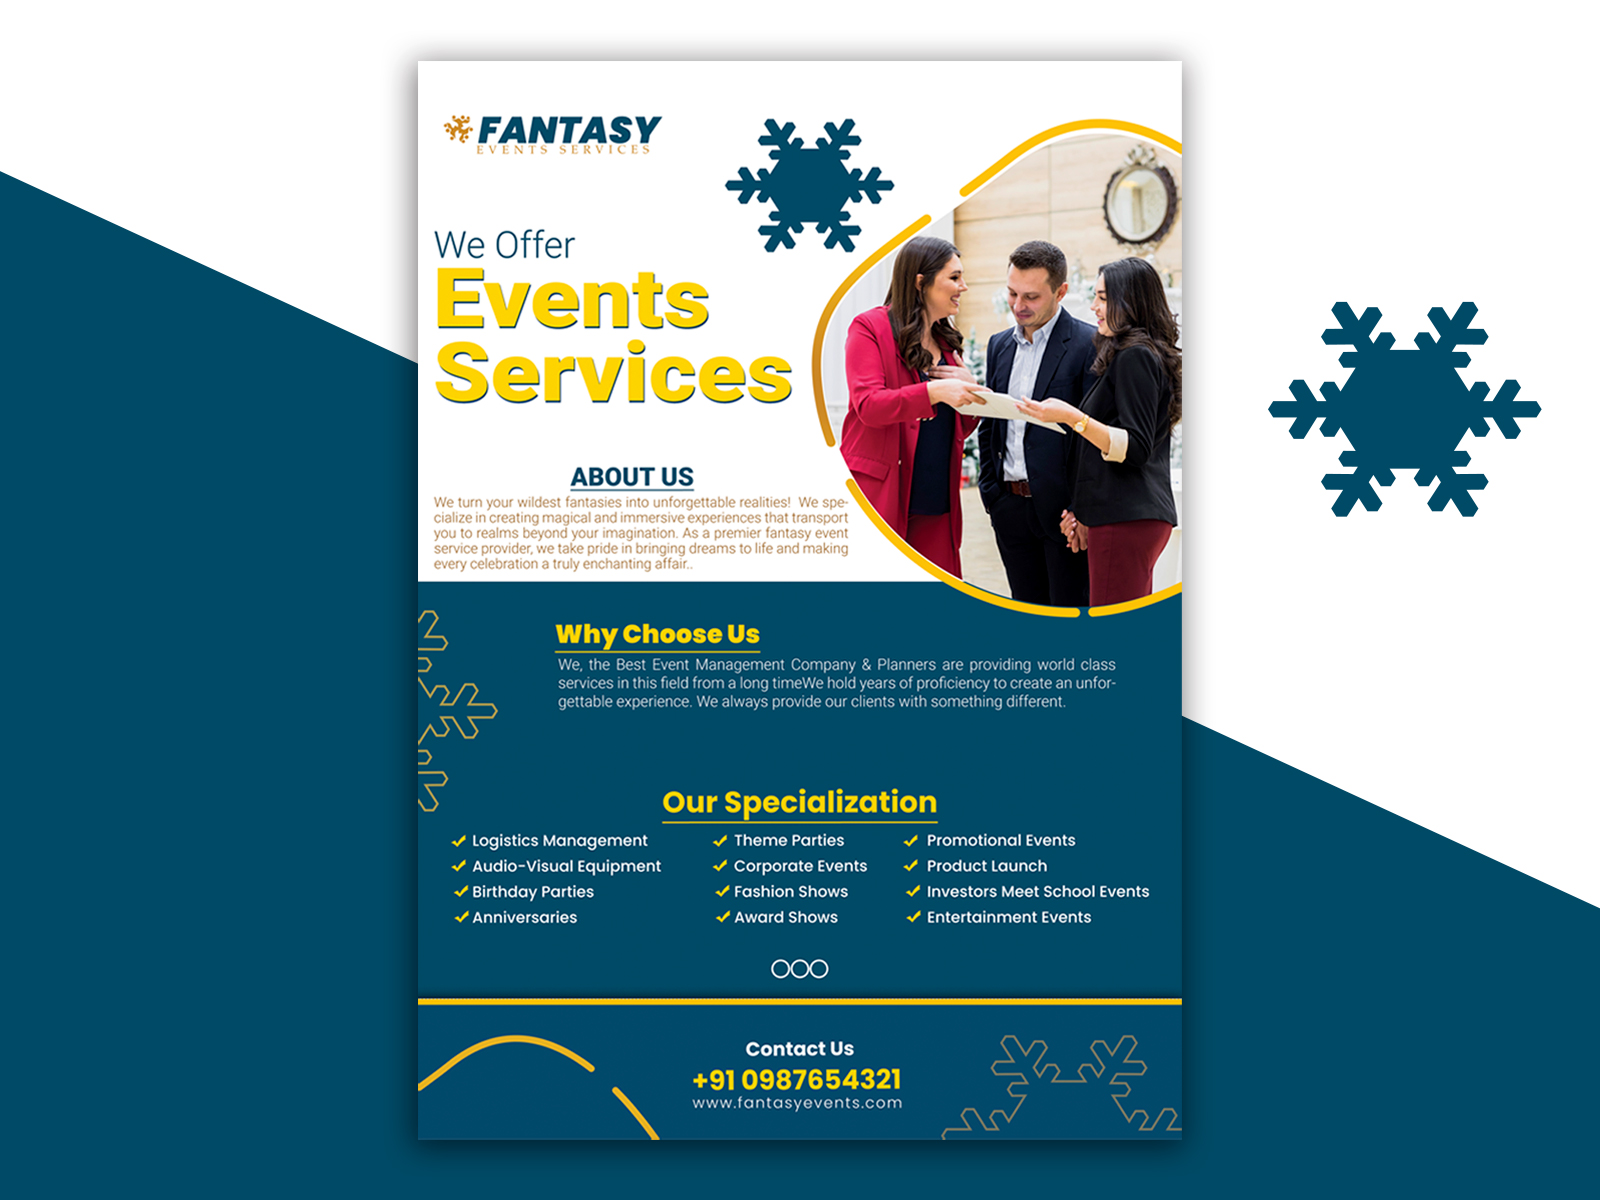 FANTASY
EVENTS SERVICES
We Offer
Events
Services
ABOUT US
We turn your wildest fantasies into unforgettable realities! We spe-
cialize in creating magical and immersive experiences that transport
you to realms beyond your imagination. As a premier fantasy event
service provider, we take pride in bringing dreams to life and making
every celebration a truly enchanting affair..
Why Choose Us
We, the Best Event Management Company & Planners are providing world class
services in this field from a long timeWe hold years of proficiency to create an unfor-
gettable experience. We always provide our clients with something different.
Our Specialization
Logistics Management
Audio-Visual Equipment
Birthday Parties
Anniversaries
Theme Parties
Corporate Events
Fashion Shows
Award Shows
Promotional Events
Product Launch
Investors Meet School Events
Entertainment Events
Contact Us
+91 0987654321
www.fantasyevents.com